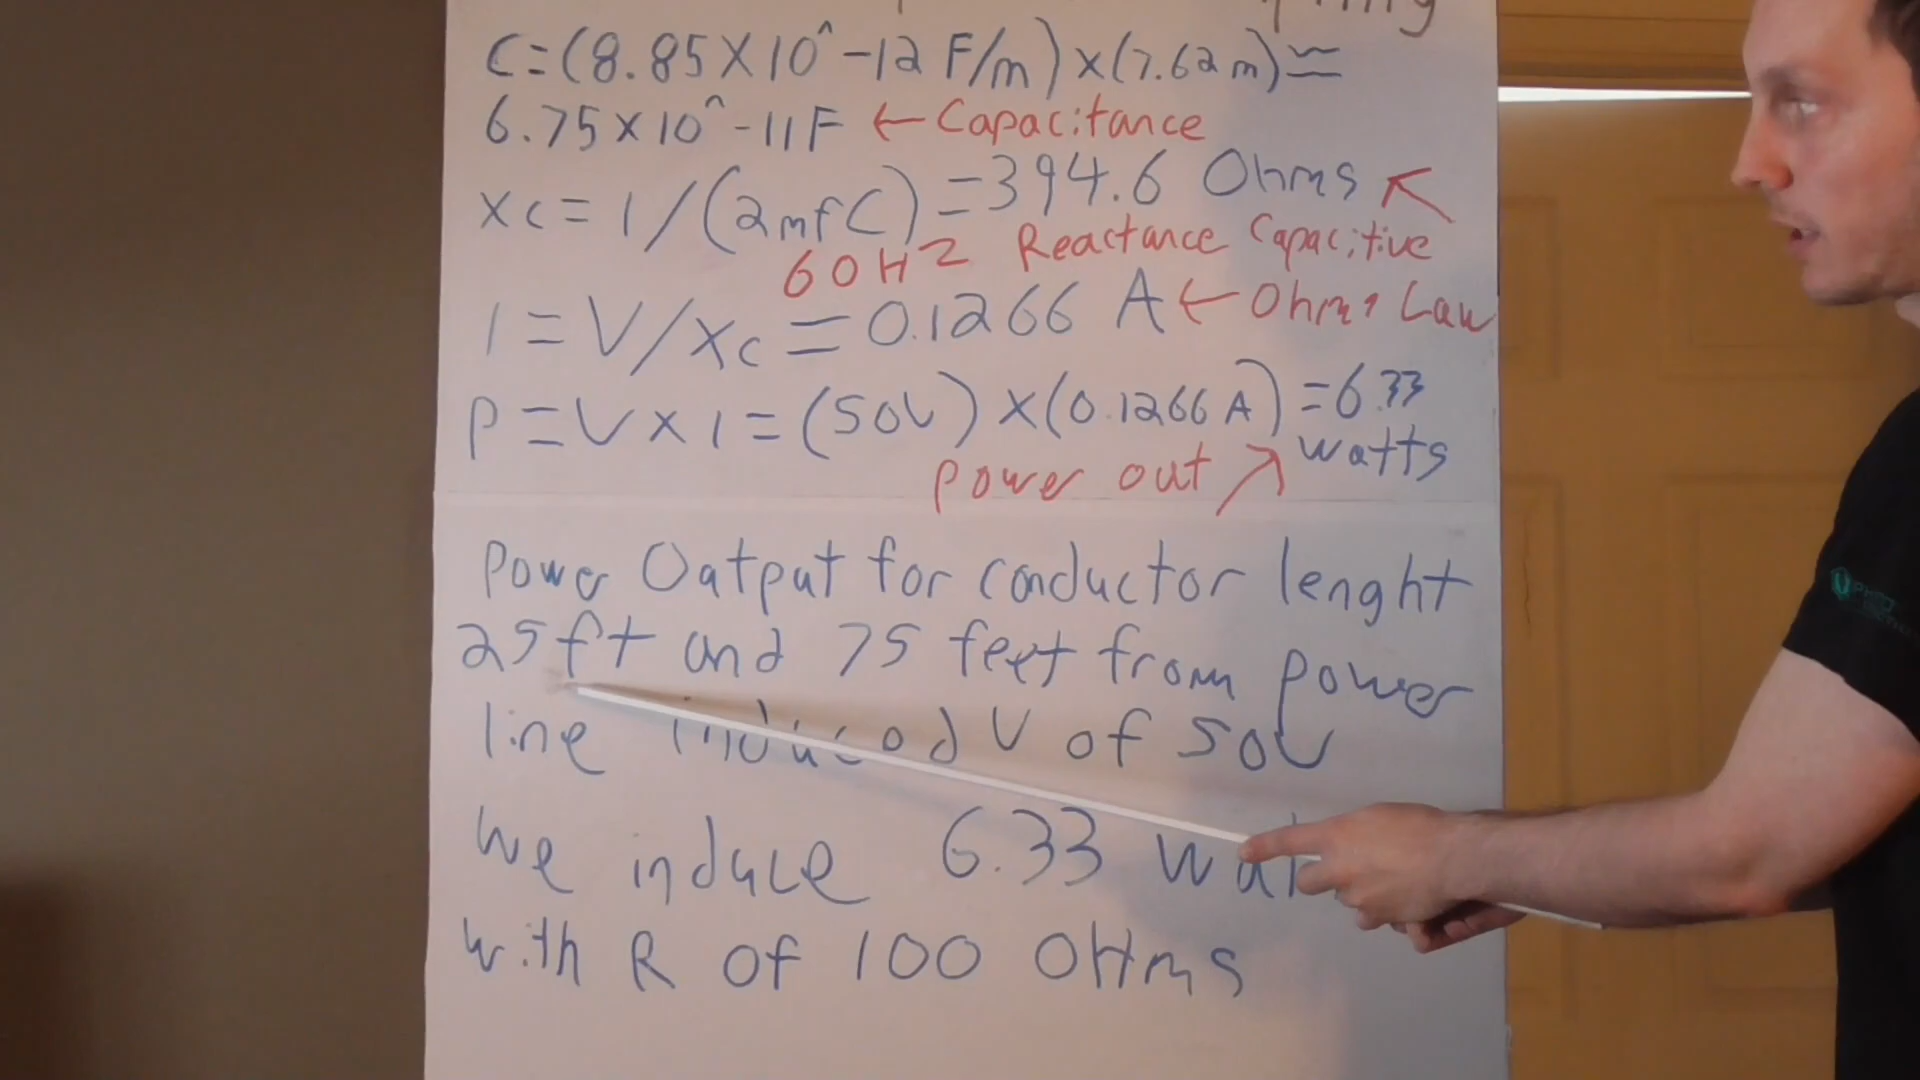 C=(8.85X10^-12 F/m)x(7.62m)≈
6.75x10^-11F ←Capacitance
xc=1/(2mfC)=394.6 Ohms
60HZ Reactance Capacitive
I=V/Xc=0.1266 A←Ohms Law
P=VxI=(50V)x(0.1266A)=6.33
watts
power out
Power Output for conductor lenght
25ft and 75 feet from power
line induced V of 50V
We induce 6.33
with R of 100 OHms